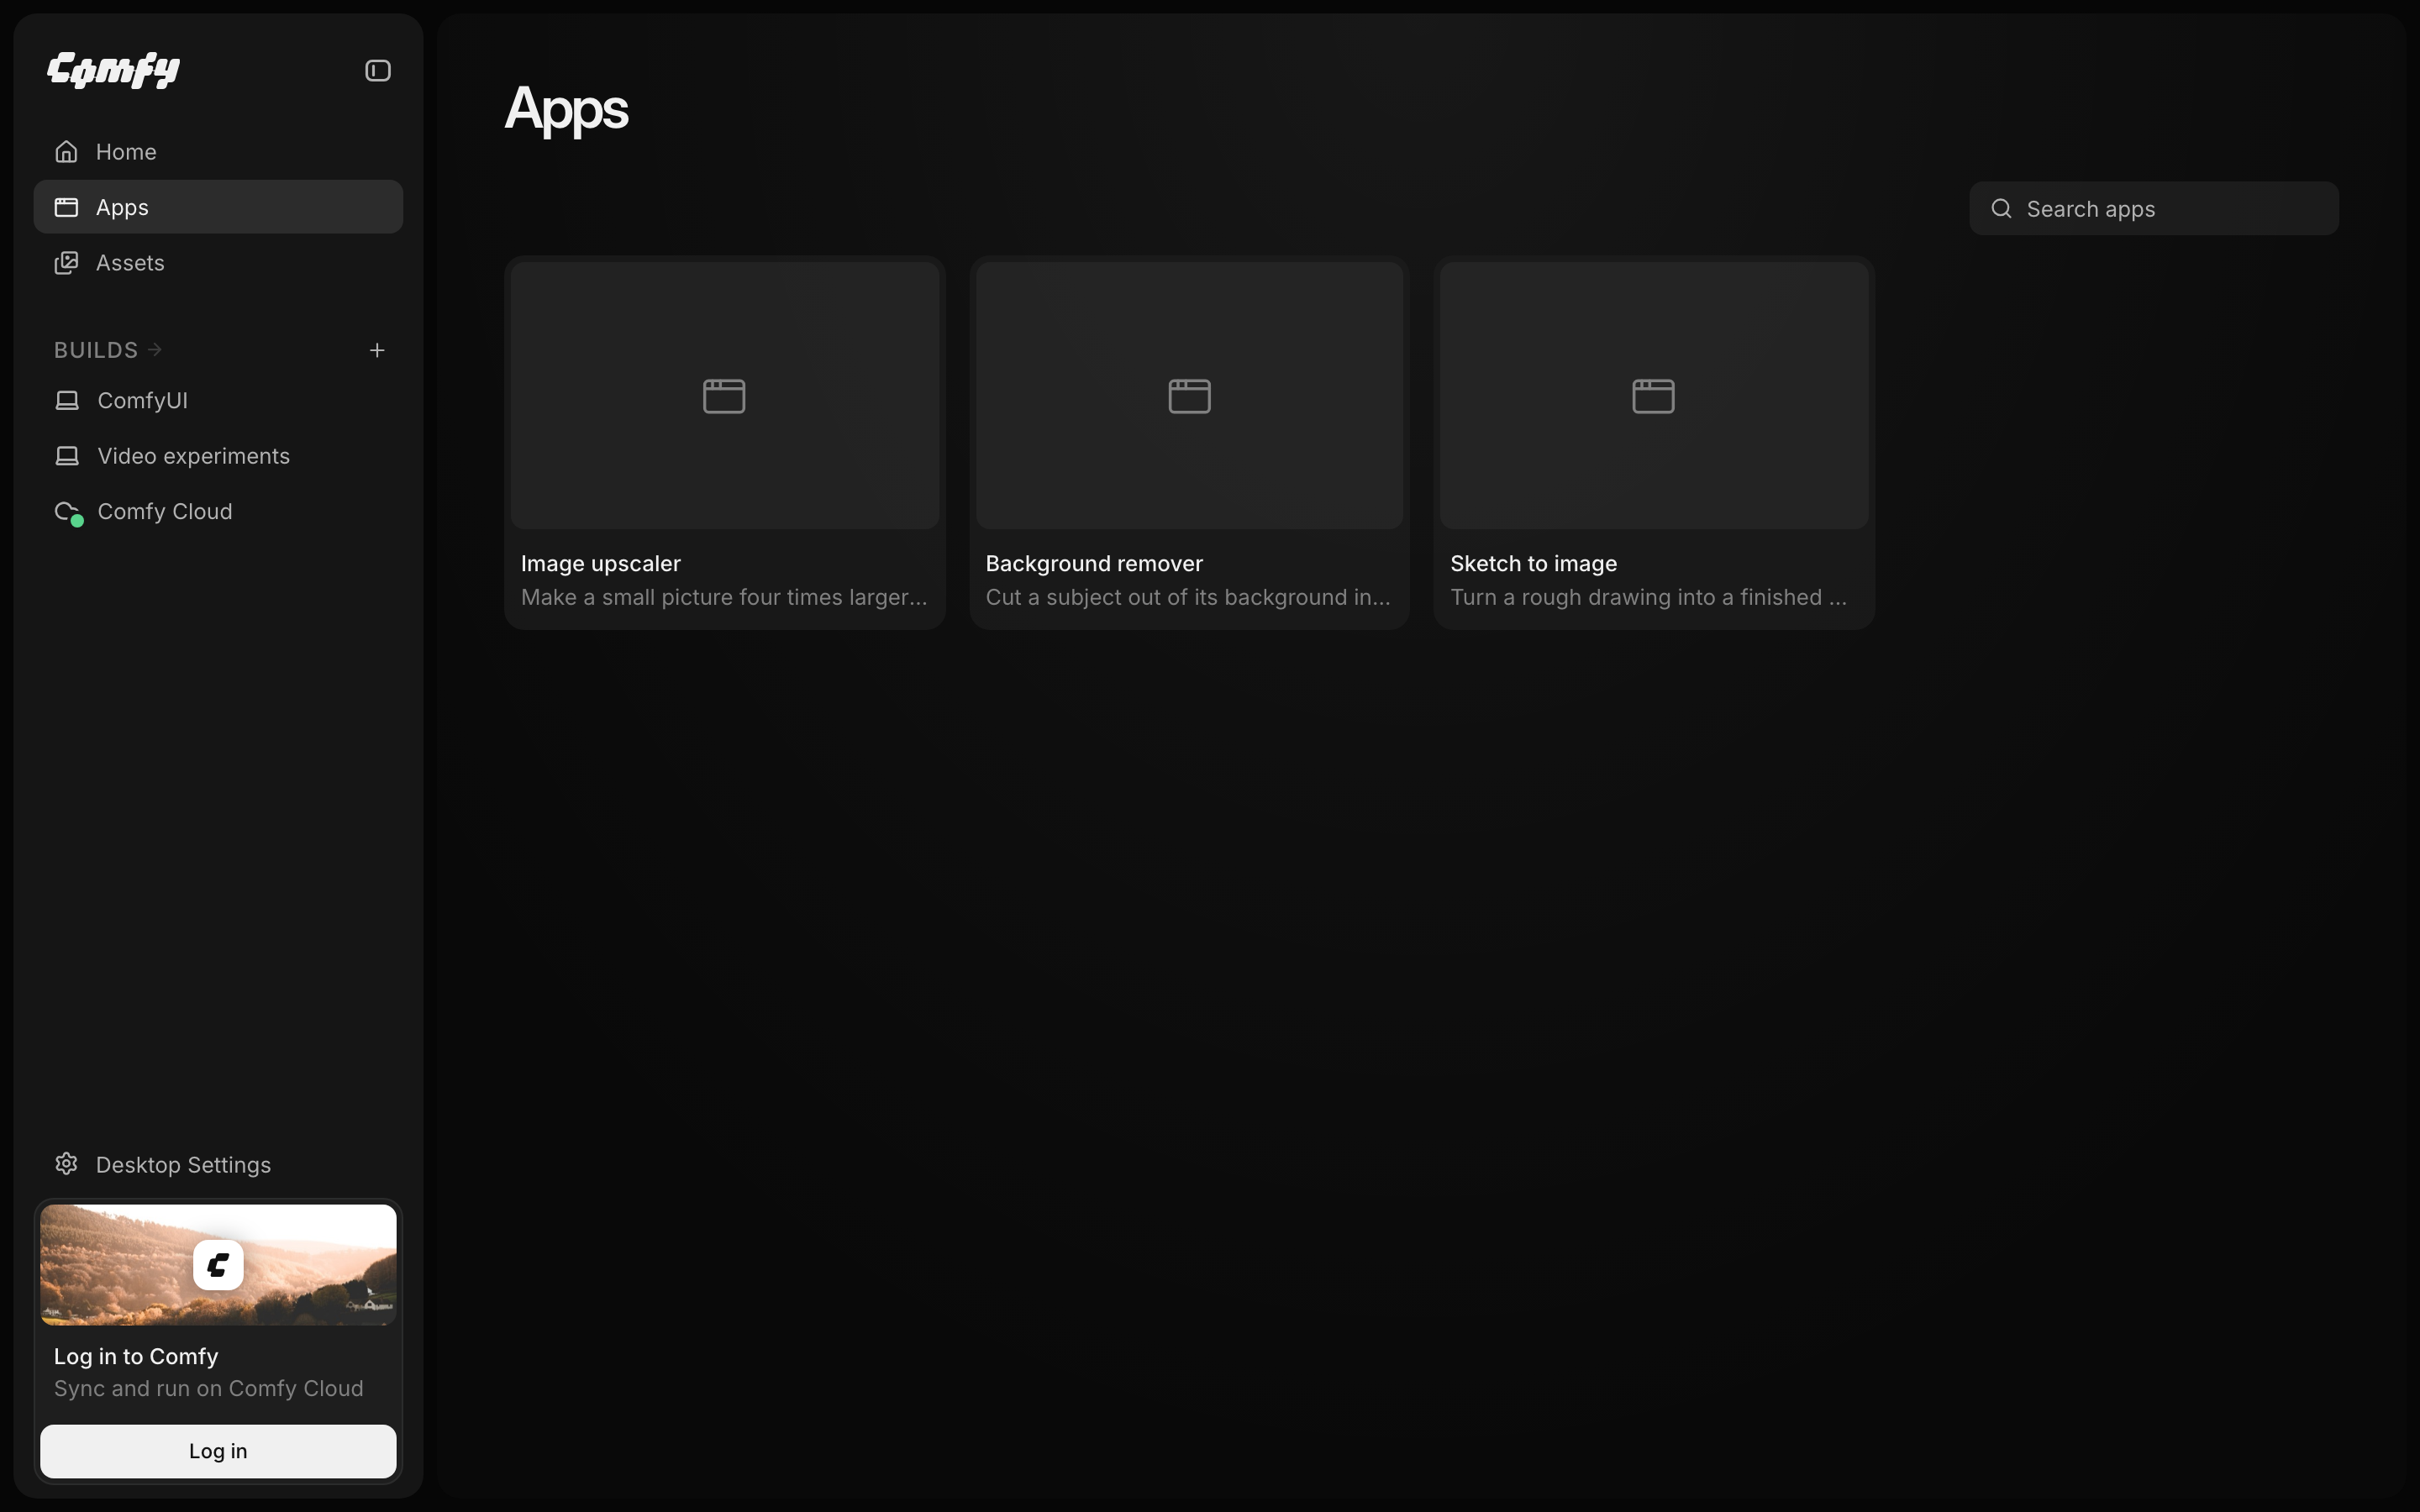 Comfy
Home
Apps
Assets
BUILDS
ComfyUI
Video experiments
Comfy Cloud
Desktop Settings
Log in to Comfy
Sync and run on Comfy Cloud
Log in
Apps
Search apps
Image upscaler
Make a small picture four times larger...
Background remover
Cut a subject out of its background in...
Sketch to image
Turn a rough drawing into a finished ...